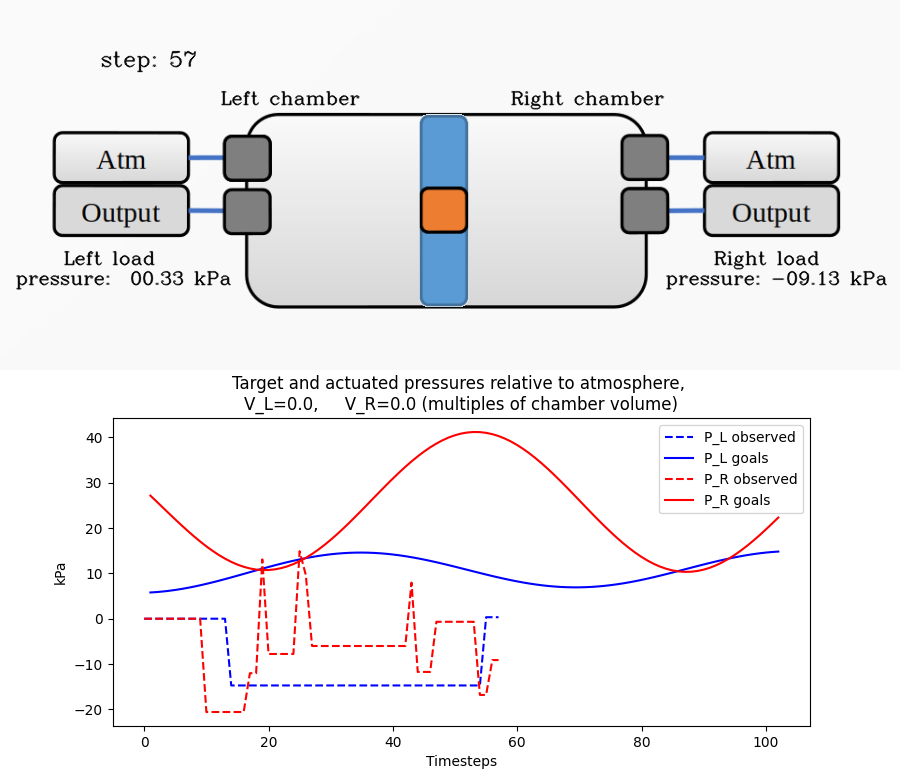 step: 57
Left chamber
Right chamber
Atm
Atm
Output
Output
Left load
pressure: 00.33 kPa
Right load
pressure: −09.13 kPa
Target and actuated pressures relative to atmosphere,
V_L=0.0, V_R=0.0 (multiples of chamber volume)
40
30
20
10
0
−10
−20
kPa
P_L observed
P_L goals
P_R observed
P_R goals
0 20 40 60 80 100
Timesteps